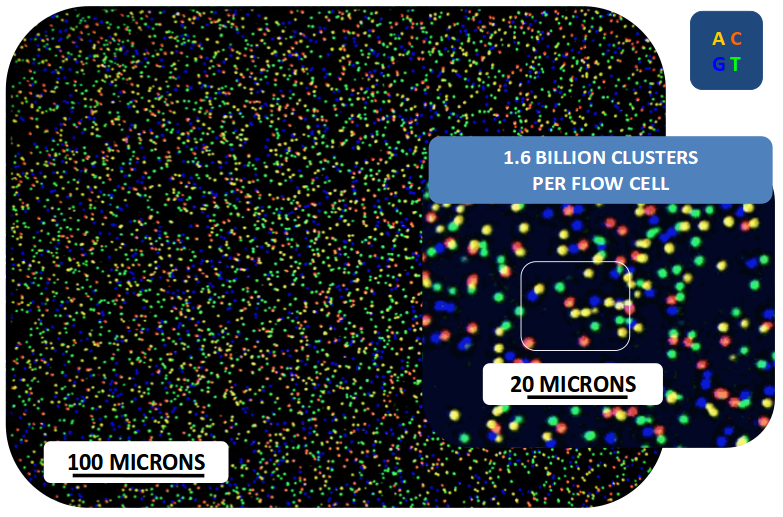 A C
G T
1.6 BILLION CLUSTERS
PER FLOW CELL
20 MICRONS
100 MICRONS